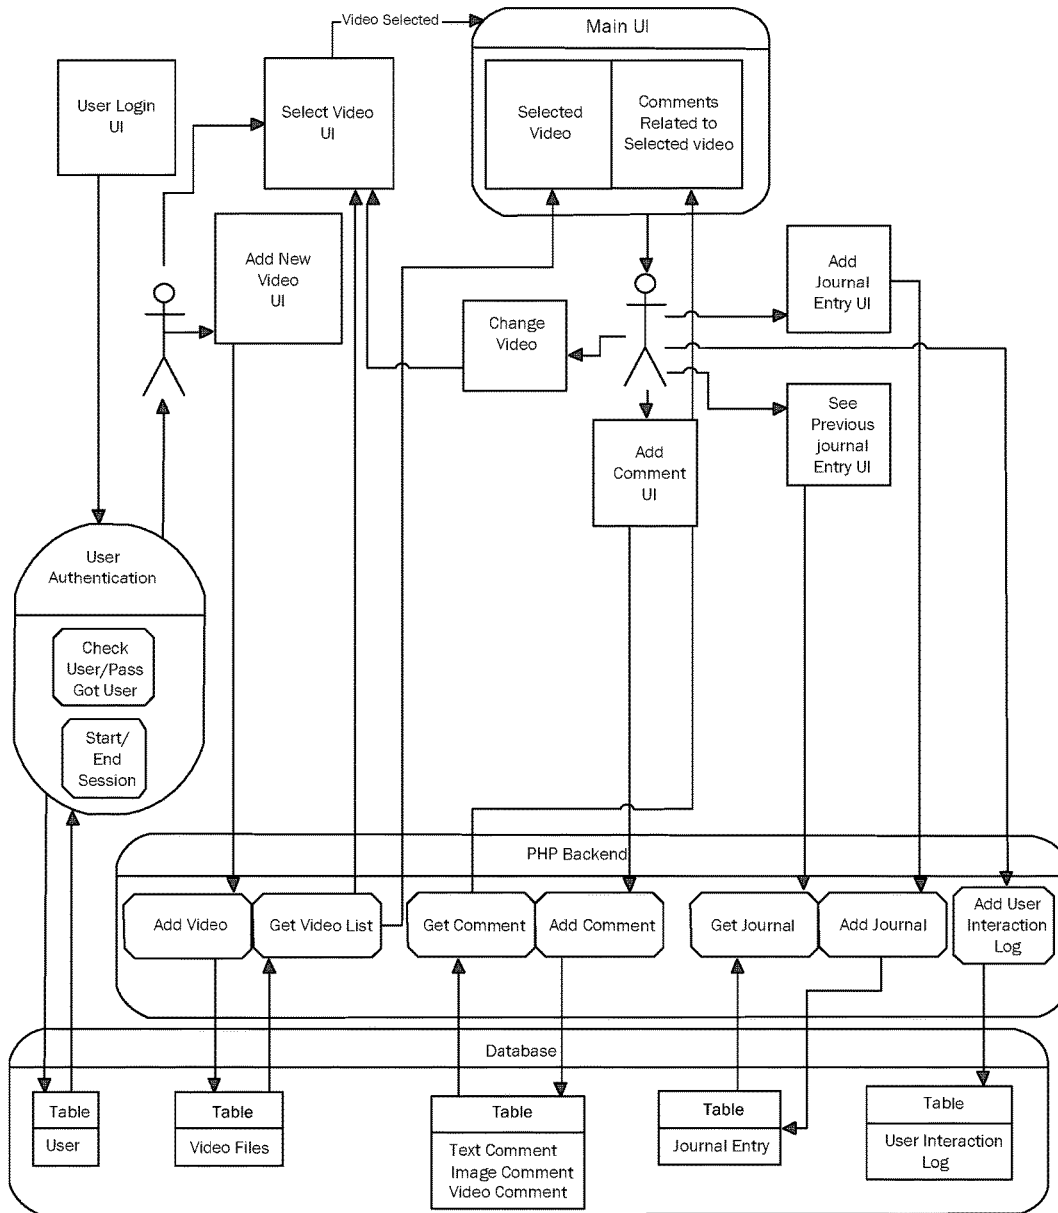 Video Selected
Main UI
User Login
UI
Select Video
UI
Selected
Video
Comments
Related to
Selected video
Add New
Video
UI
Change
Video
Add
Journal
Entry UI
See
Previous
journal
Entry UI
Add
Comment
UI
User
Authentication
Check
User/Pass
Got User
Start/
End
Session
PHP Backend
Add Video
Get Video List
Get Comment
Add Comment
Get Journal
Add Journal
Add User
Interaction
Log
Database
Table
User
Table
Video Files
Table
Text Comment
Image Comment
Video Comment
Table
Journal Entry
Table
User Interaction
Log